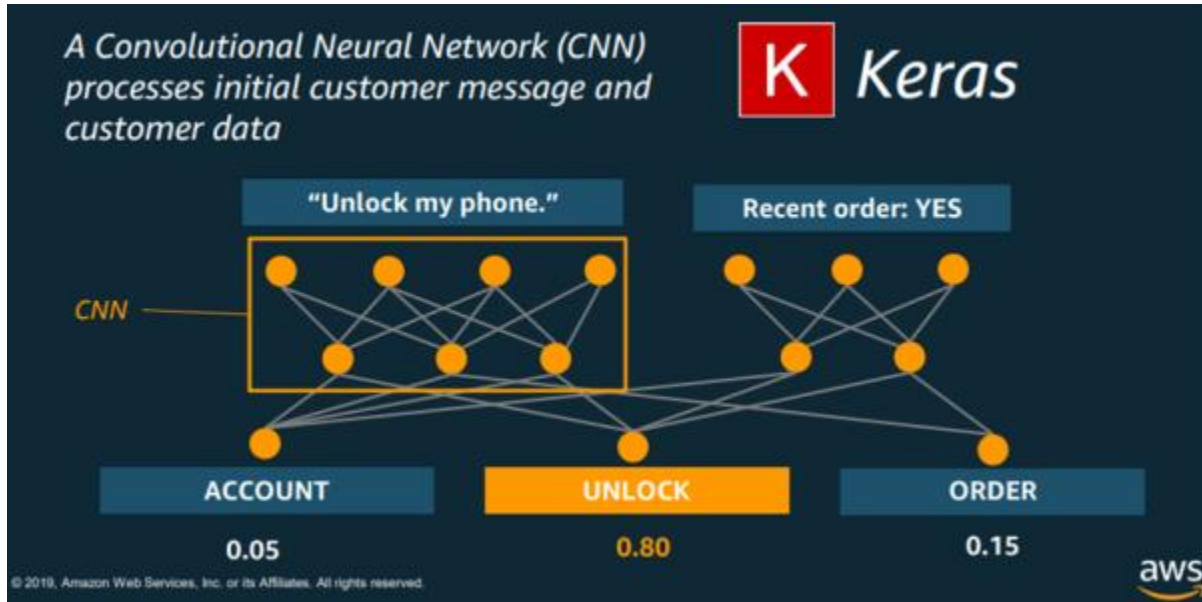 A Convolutional Neural Network (CNN)
processes initial customer message and
customer data
K Keras
“Unlock my phone.”
Recent order: YES
CNN
ACCOUNT
UNLOCK
ORDER
0.05
0.80
0.15
© 2019, Amazon Web Services, Inc. or its Affiliates. All rights reserved.
aws